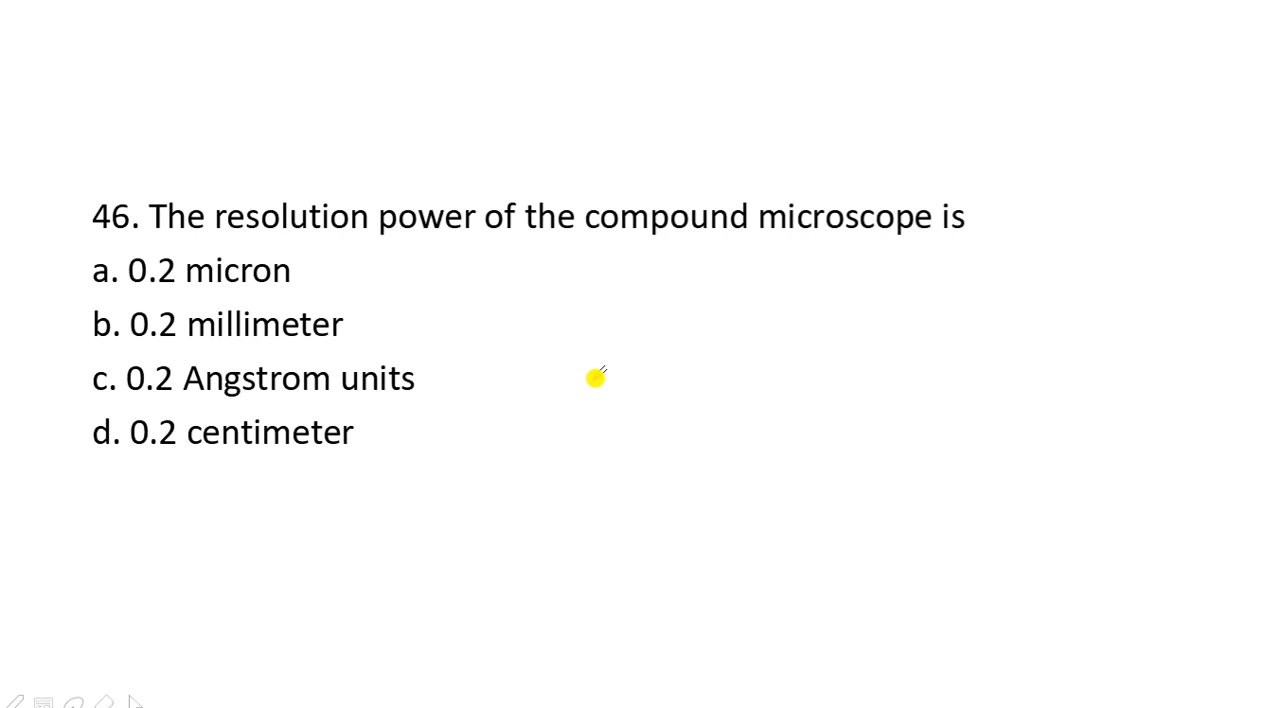 46. The resolution power of the compound microscope is
a. 0.2 micron
b. 0.2 millimeter
c. 0.2 Angstrom units
d. 0.2 centimeter